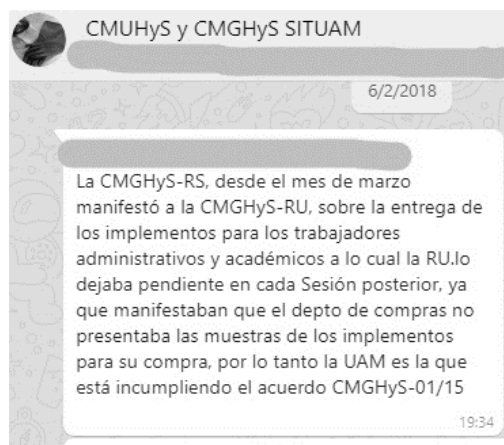 CMUHyS y CMGHyS SITUAM
6/2/2018
La CMGHyS-RS, desde el mes de marzo
manifestó a la CMGHyS-RU, sobre la entrega de
los implementos para los trabajadores
administrativos y académicos a lo cual la RU.lo
dejaba pendiente en cada Sesión posterior, ya
que manifestaban que el depto de compras no
presentaba las muestras de los implementos
para su compra, por lo tanto la UAM es la que
está incumpliendo el acuerdo CMGHyS-01/15
19:34